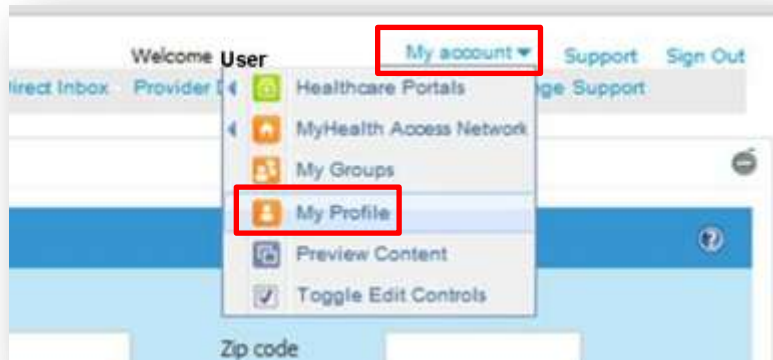 Welcome User My account Support Sign Out
irect Inbox Provider
ge Support
Healthcare Portals
MyHealth Access Network
My Groups
My Profile
Preview Content
Toggle Edit Controls
Zip code